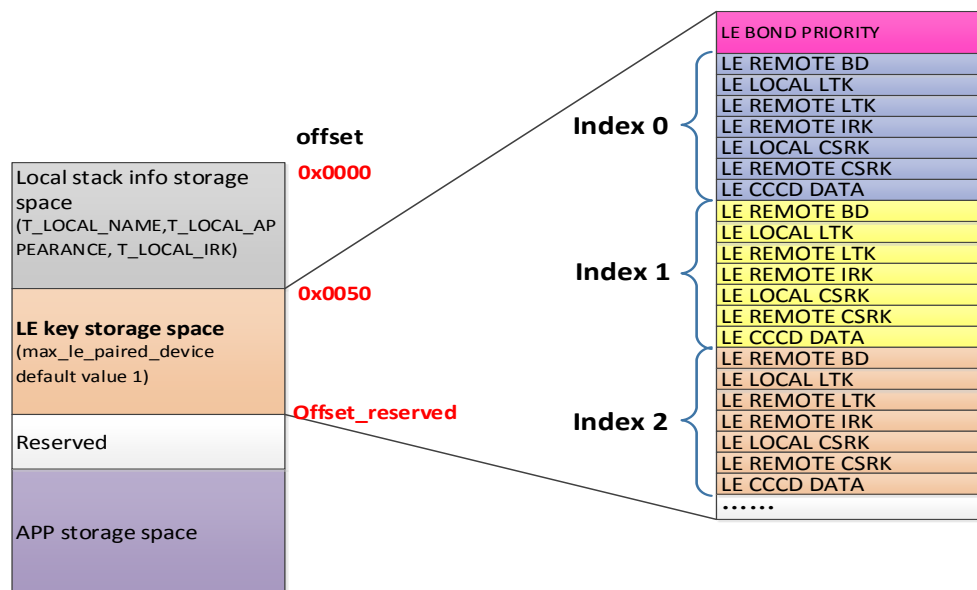 offset
0x0000
Local stack info storage
space
(T_LOCAL_NAME,T_LOCAL_AP
PEARANCE, T_LOCAL_IRK)
0x0050
LE key storage space
(max_le_paired_device
default value 1)
Offset_reserved
Reserved
APP storage space
LE BOND PRIORITY
Index 0
LE REMOTE BD
LE LOCAL LTK
LE REMOTE LTK
LE REMOTE IRK
LE LOCAL CSRK
LE REMOTE CSRK
LE CCCD DATA
Index 1
LE REMOTE BD
LE LOCAL LTK
LE REMOTE LTK
LE REMOTE IRK
LE LOCAL CSRK
LE REMOTE CSRK
LE CCCD DATA
Index 2
LE REMOTE BD
LE LOCAL LTK
LE REMOTE LTK
LE REMOTE IRK
LE LOCAL CSRK
LE REMOTE CSRK
LE CCCD DATA
……